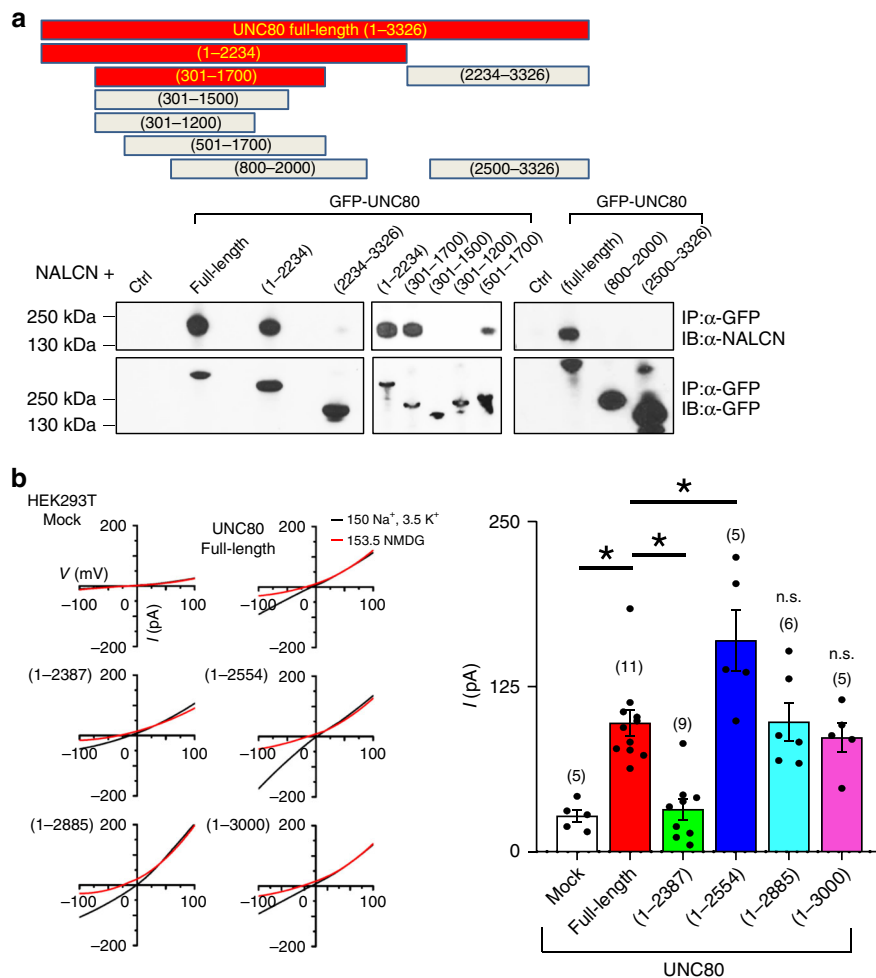 a
UNC80 full-length (1–3326)
(1–2234)
(301–1700) (2234–3326)
(301–1500)
(301–1200)
(501–1700)
(800–2000) (2500–3326)
GFP-UNC80 GFP-UNC80
NALCN + Ctrl Full-length (1–2234) (2234–3326) (1–2234) (301–1700) (301–1500) (301–1200) (501–1700) Ctrl (full-length) (800–2000) (2500–3326)
250 kDa IP:α-GFP
130 kDa IB:α-NALCN
250 kDa IP:α-GFP
130 kDa IB:α-GFP
b
HEK293T
Mock
200
V (mV)
–100 0 100
I (pA)
–200
UNC80
Full-length
200
150 Na⁺, 3.5 K⁺
153.5 NMDG
–100 0 100
–200
(1–2387) 200
–100 0 100
–200
(1–2554) 200
–100 0 100
–200
(1–2885) 200
–100 0 100
–200
(1–3000) 200
–100 0 100
–200
250
125
0
I (pA)
* * *
(5) (11) (9) (5) n.s. (6) n.s. (5)
Mock Full-length (1–2387) (1–2554) (1–2885) (1–3000)
UNC80